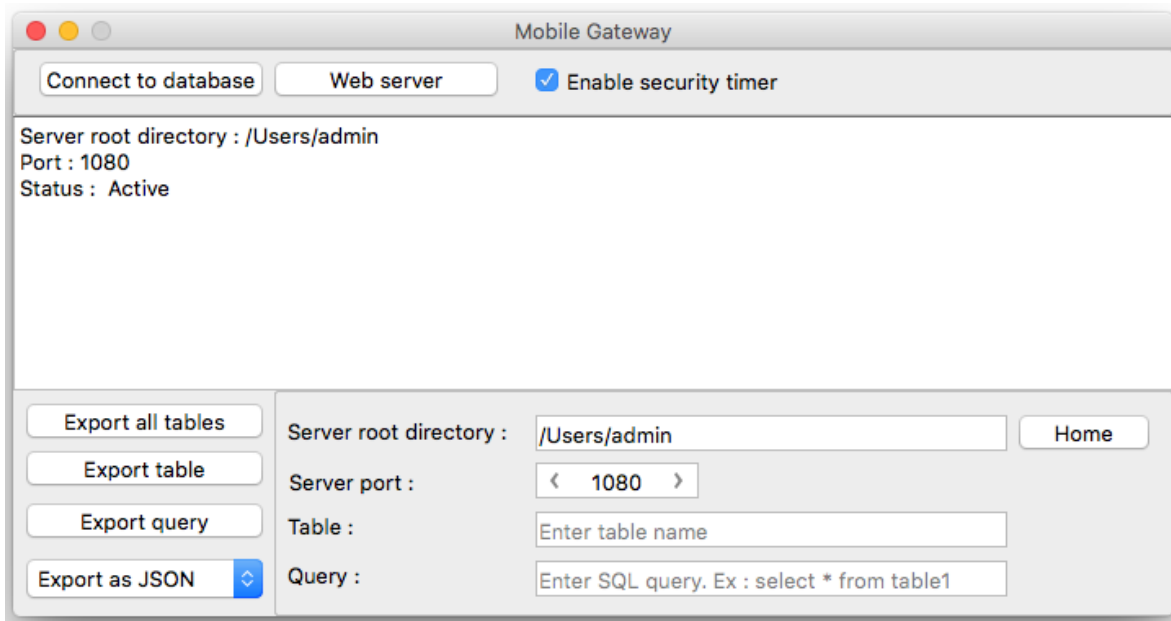 Mobile Gateway
Connect to database Web server Enable security timer
Server root directory : /Users/admin
Port : 1080
Status :  Active
Export all tables
Export table
Export query
Export as JSON
Server root directory : /Users/admin Home
Server port : 1080
Table : Enter table name
Query : Enter SQL query. Ex : select * from table1